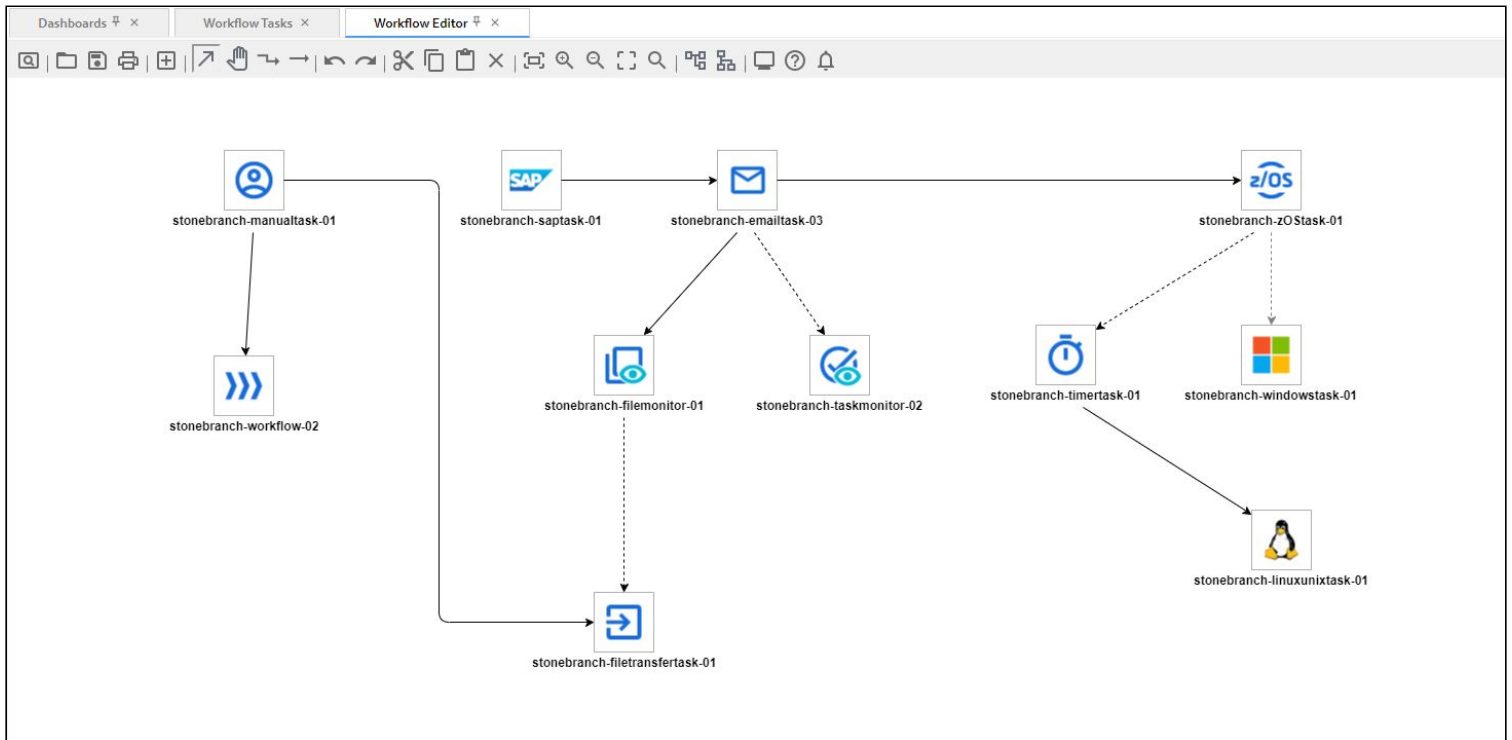 Dashboards
Workflow Tasks
Workflow Editor
SAP
z/OS
stonebranch-manualtask-01
stonebranch-saptask-01
stonebranch-emailtask-03
stonebranch-zOStask-01
stonebranch-filemonitor-01
stonebranch-taskmonitor-02
stonebranch-timertask-01
stonebranch-windowstask-01
stonebranch-workflow-02
stonebranch-linuxunixtask-01
stonebranch-filetransfertask-01